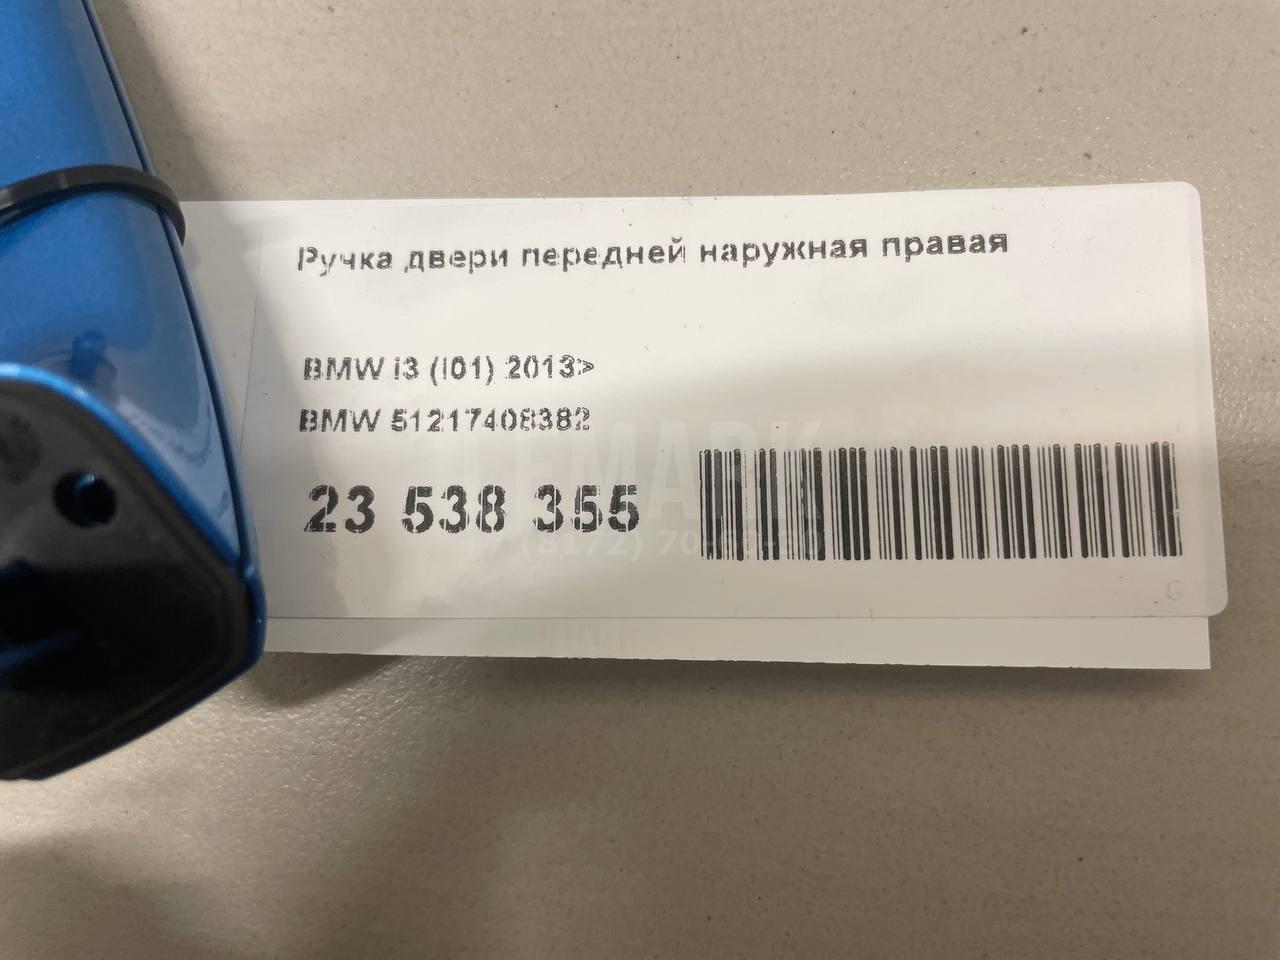 Ручка двери передней наружная правая
BMW i3 (I01) 2013>
BMW 51217408382
23 538 355